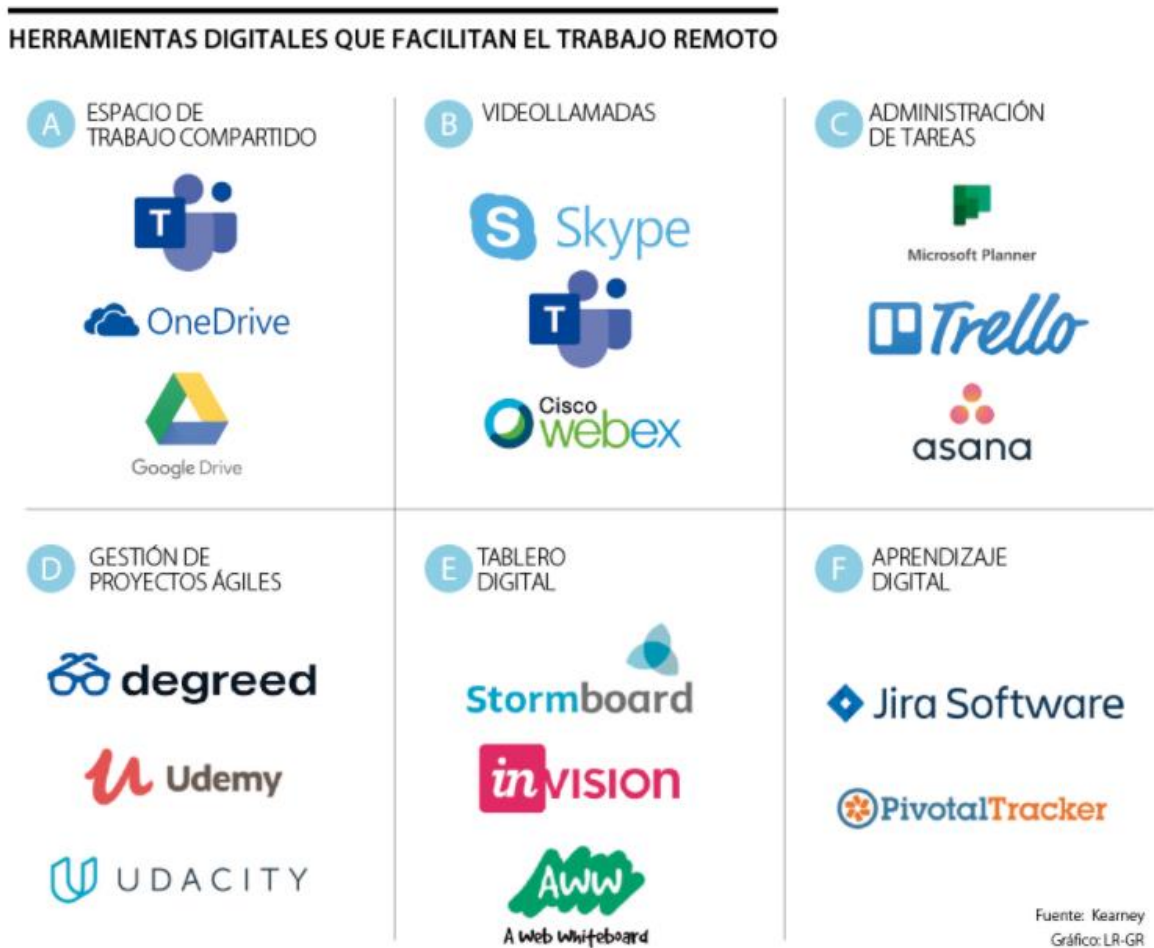 HERRAMIENTAS DIGITALES QUE FACILITAN EL TRABAJO REMOTO
A
ESPACIO DE
TRABAJO COMPARTIDO
T
OneDrive
Google Drive
B
VIDEOLLAMADAS
S Skype
T
Cisco
webex
C
ADMINISTRACIÓN
DE TAREAS
Microsoft Planner
Trello
asana
D
GESTIÓN DE
PROYECTOS ÁGILES
degreed
Udemy
UDACITY
E
TABLERO
DIGITAL
Stormboard
inVISION
AWW
A Web Whiteboard
F
APRENDIZAJE
DIGITAL
Jira Software
PivotalTracker
Fuente: Kearney
Gráfico: LR-GR